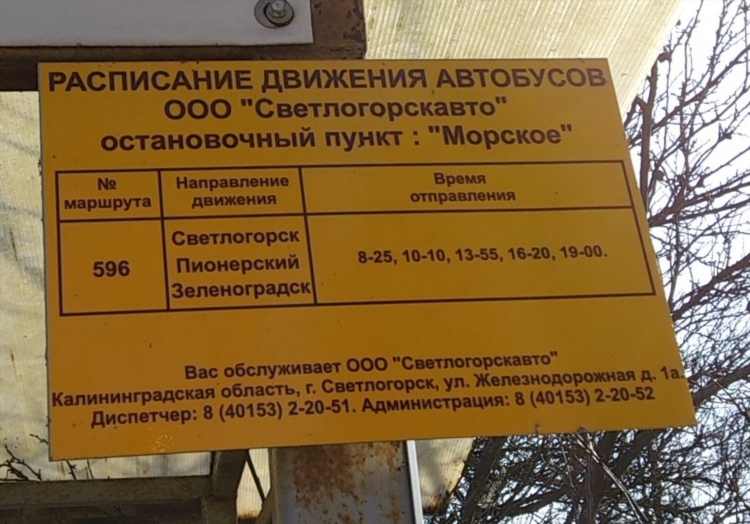 РАСПИСАНИЕ ДВИЖЕНИЯ АВТОБУСОВ
ООО "Светлогорскавто"
остановочный пункт : "Морское"
№ маршрута
Направление движения
Время отправления
596
Светлогорск
Пионерский
Зеленоградск
8-25, 10-10, 13-55, 16-20, 19-00.
Вас обслуживает ООО "Светлогорскавто"
Калининградская область, г. Светлогорск, ул. Железнодорожная д. 1а.
Диспетчер: 8 (40153) 2-20-51. Администрация: 8 (40153) 2-20-52